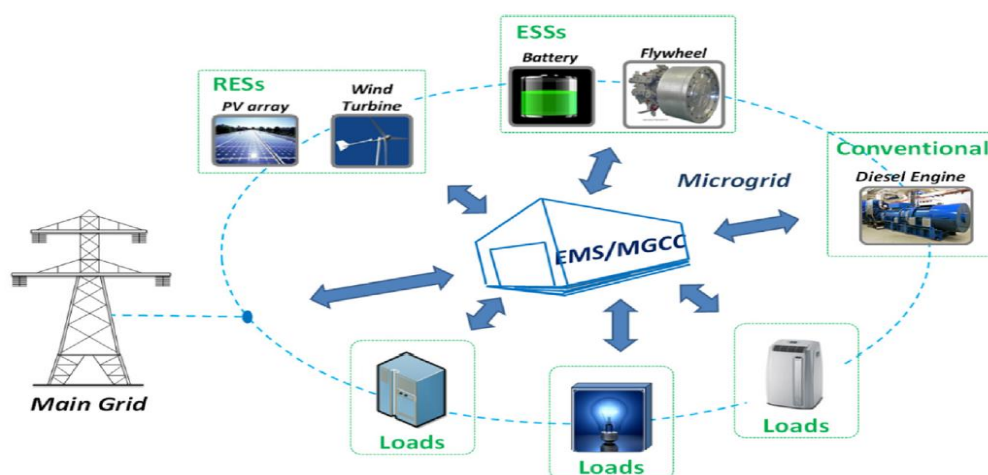 ESSs
Battery
Flywheel
RESs
PV array
Wind
Turbine
Conventional
Diesel Engine
Microgrid
EMS/MGCC
Main Grid
Loads
Loads
Loads